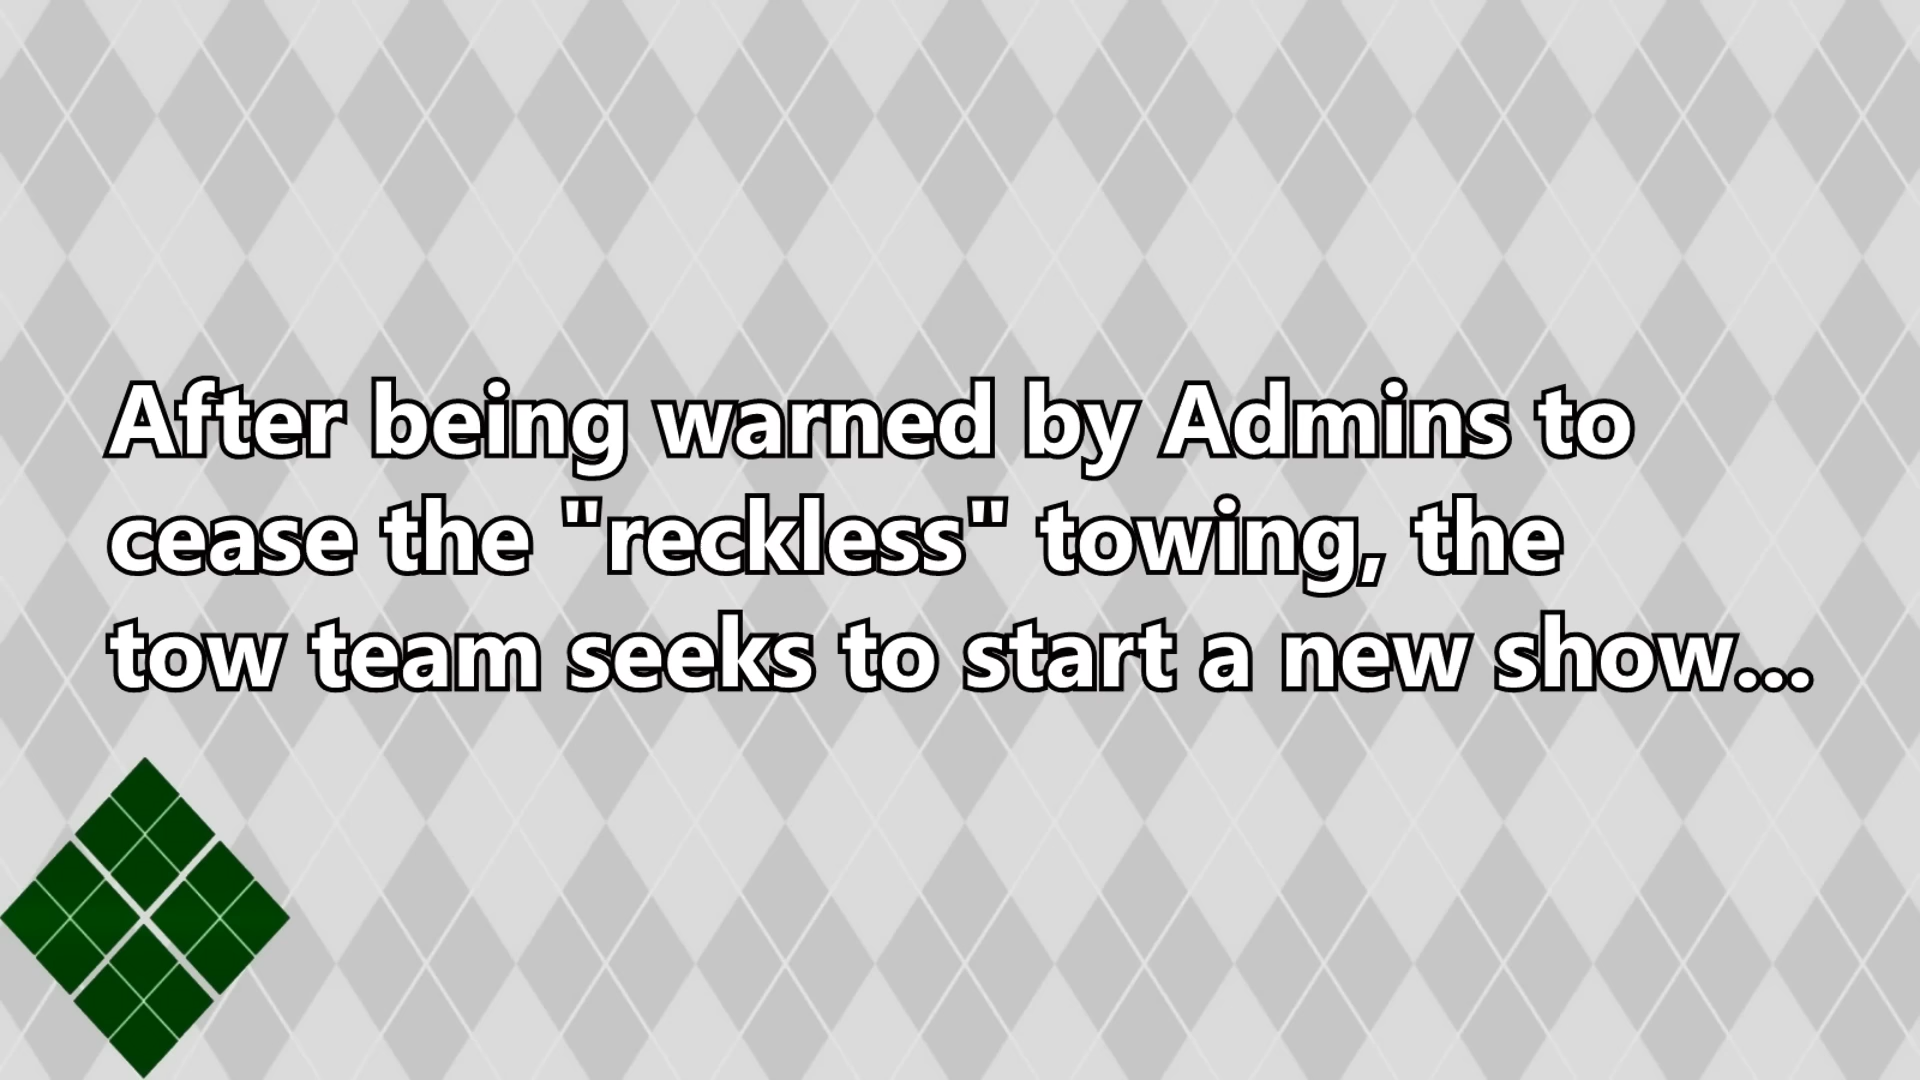 After being warned by Admins to
cease the "reckless" towing, the
tow team seeks to start a new show...